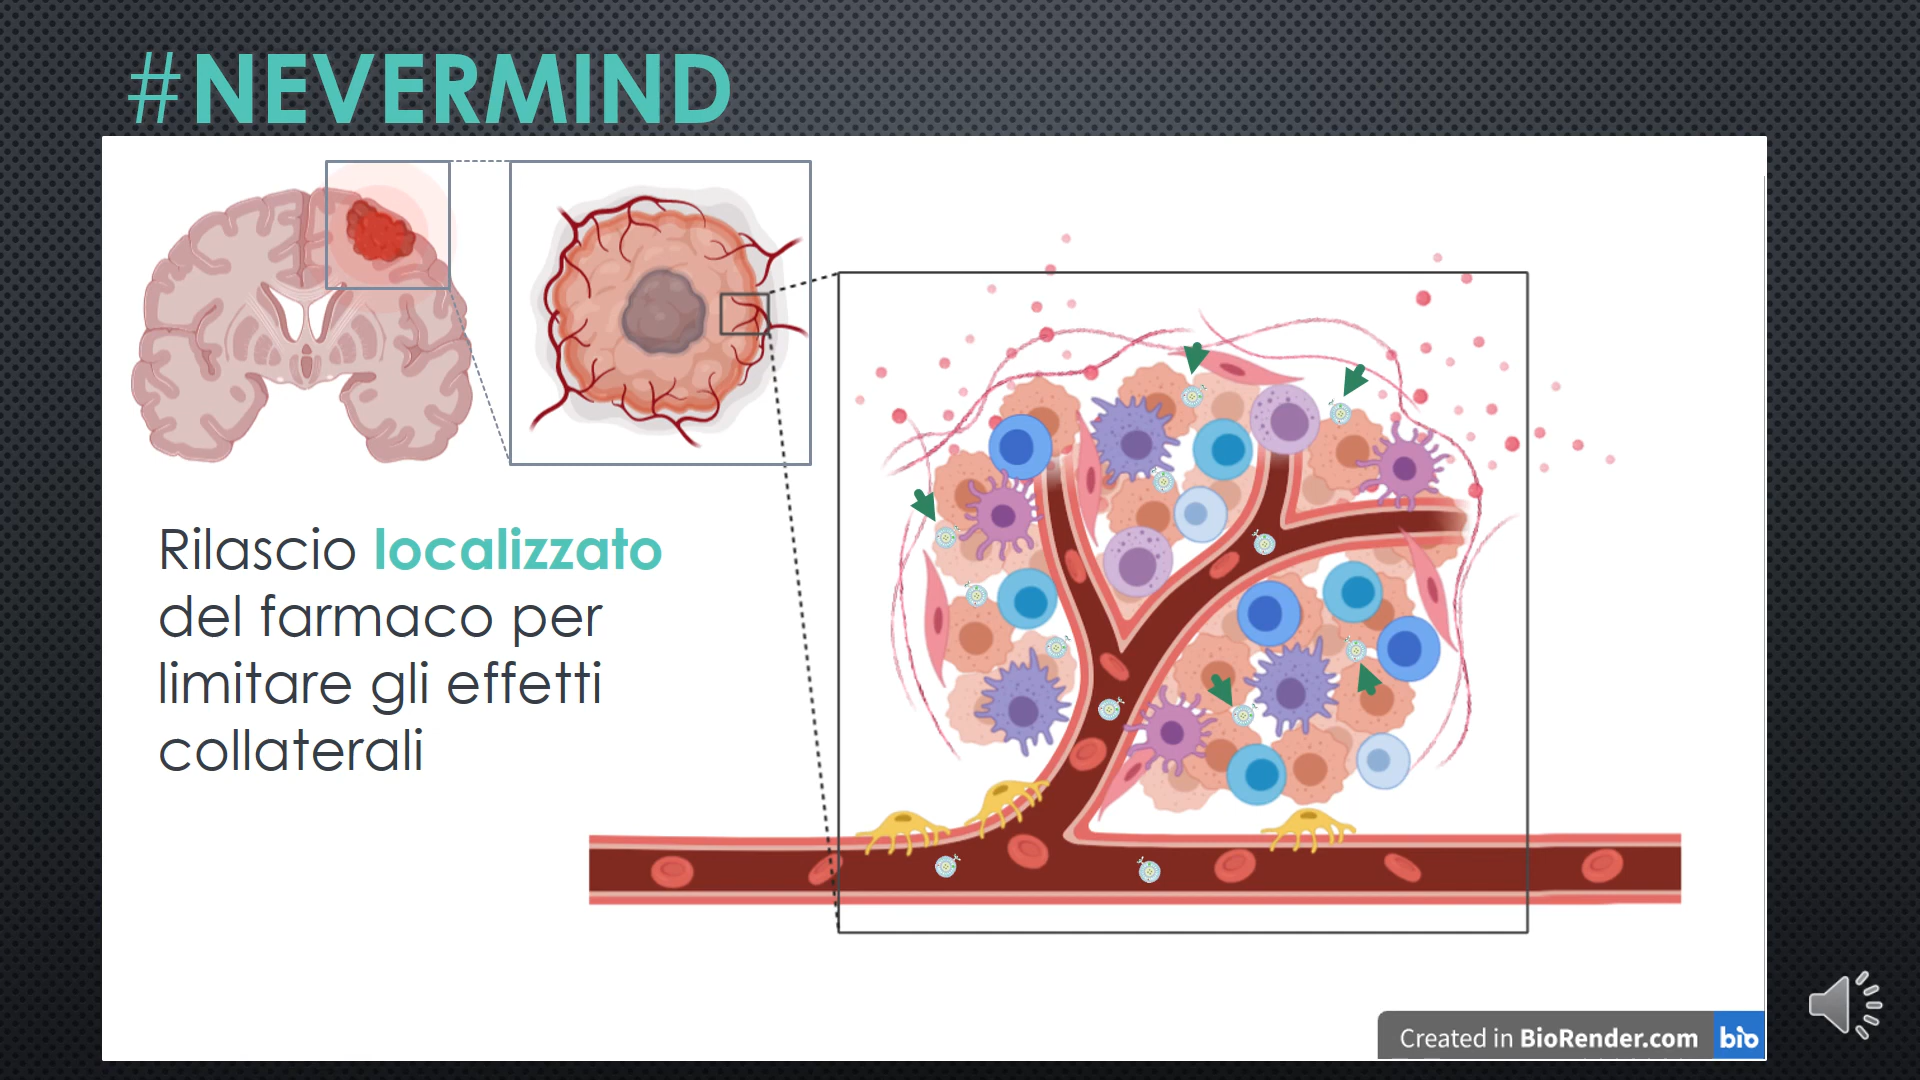 #NEVERMIND
Rilascio localizzato
del farmaco per
limitare gli effetti
collaterali
Created in BioRender.com bio